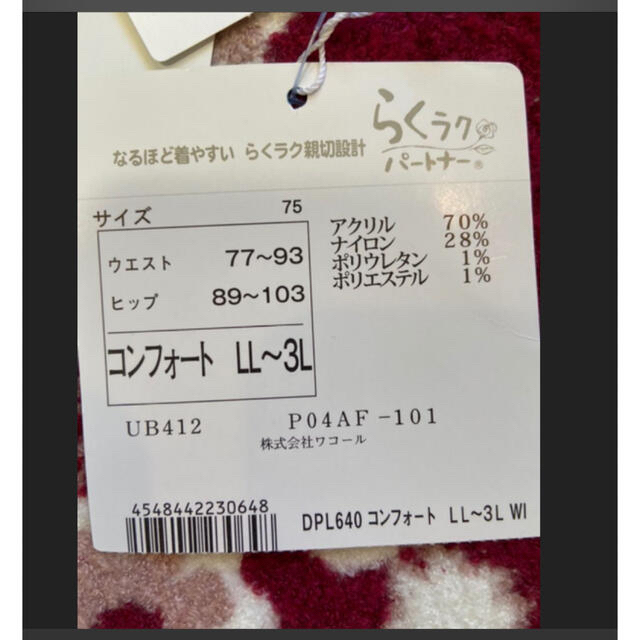 らくラク
パートナー®
なるほど着やすい らくラク親切設計
サイズ 75
ウエスト 77~93
ヒップ 89~103
コンフォート LL~3L
アクリル 70%
ナイロン 28%
ポリウレタン 1%
ポリエステル 1%
UB412 P04AF-101
株式会社ワコール
4548442230648
DPL640 コンフォート LL~3L WI